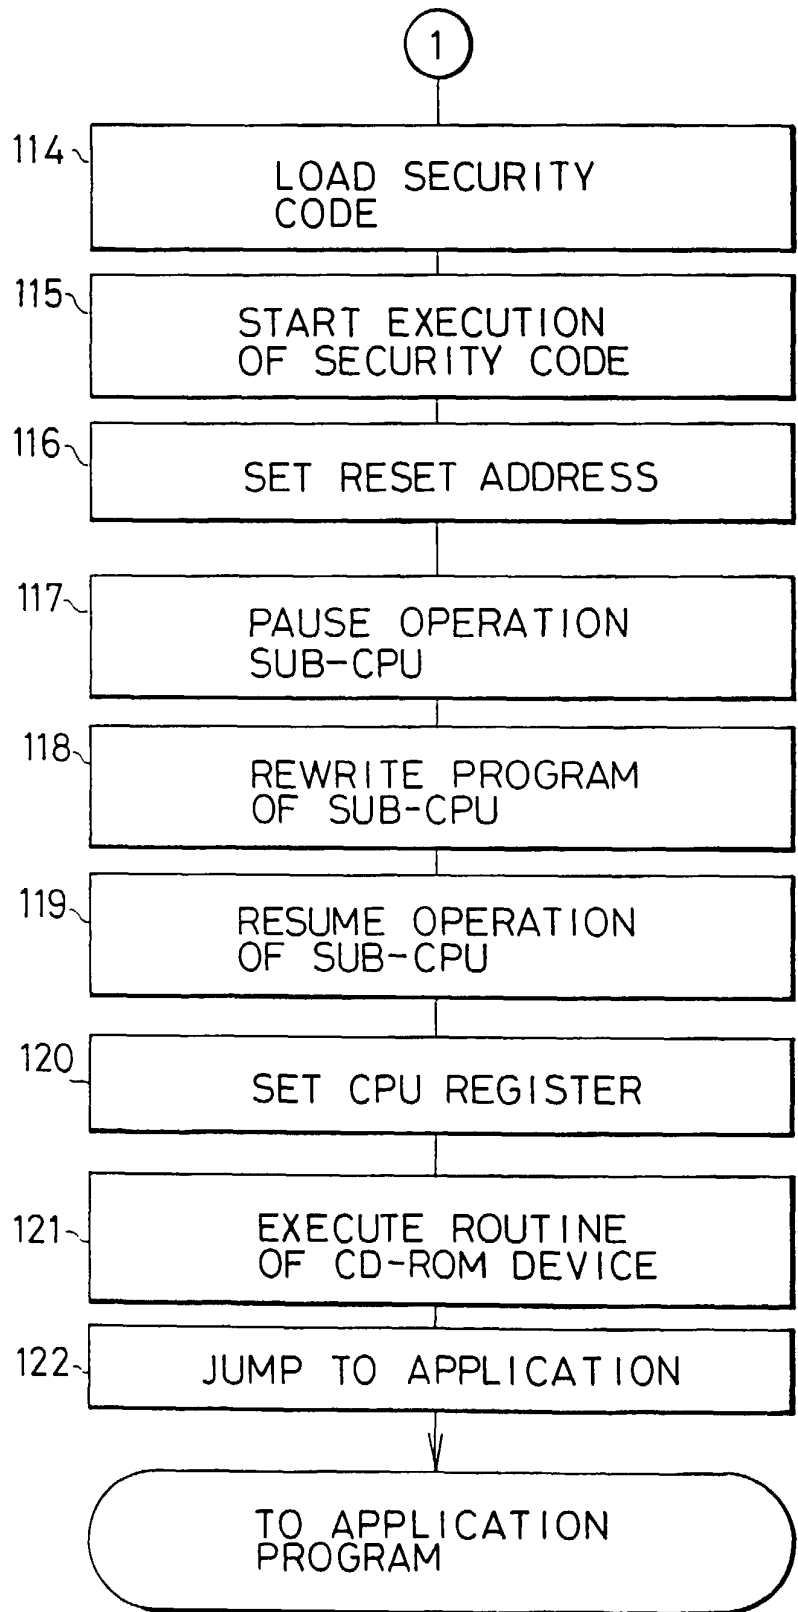 1
114
LOAD SECURITY
CODE
115
START EXECUTION
OF SECURITY CODE
116
SET RESET ADDRESS
117
PAUSE OPERATION
SUB-CPU
118
REWRITE PROGRAM
OF SUB-CPU
119
RESUME OPERATION
OF SUB-CPU
120
SET CPU REGISTER
121
EXECUTE ROUTINE
OF CD-ROM DEVICE
122
JUMP TO APPLICATION
TO APPLICATION
PROGRAM